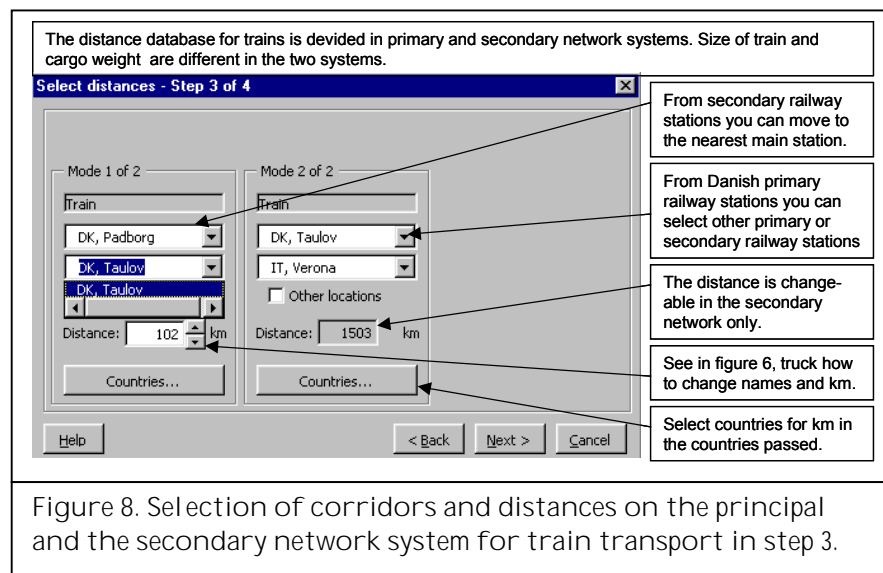 The distance database for trains is devided in primary and secondary network systems. Size of train and
cargo weight are different in the two systems.
Select distances - Step 3 of 4
From secondary railway
stations you can move to
the nearest main station.
From Danish primary
railway stations you can
select other primary or
secondary railway stations
The distance is change-
able in the secondary
network only.
See in figure 6, truck how
to change names and km.
Select countries for km in
the countries passed.
Mode 1 of 2
Train
DK, Padborg
DK, Taulov
DK, Taulov
Distance: 102 km
Countries...
Mode 2 of 2
Train
DK, Taulov
IT, Verona
Other locations
Distance: 1503 km
Countries...
Help
< Back
Next >
Cancel
Figure 8. Selection of corridors and distances on the principal
and the secondary network system for train transport in step 3.